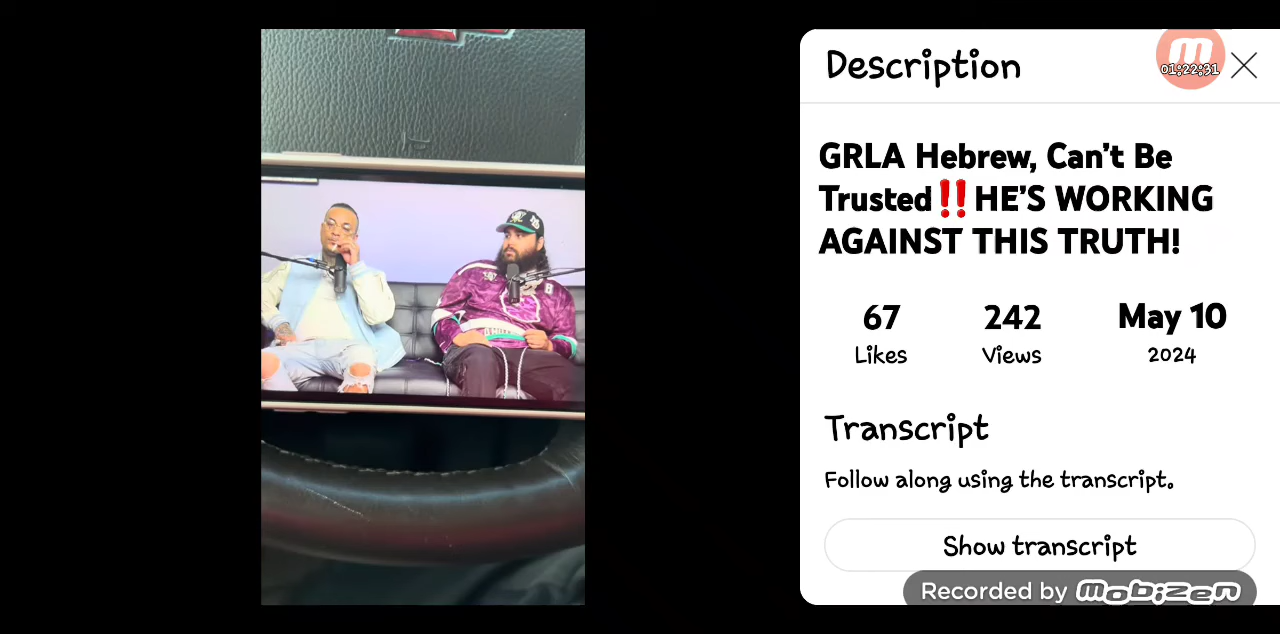 Description
01:22:31
GRLA Hebrew, Can't Be
Trusted‼️HE'S WORKING
AGAINST THIS TRUTH!
67
242
May 10
Likes
Views
2024
Transcript
Follow along using the transcript.
Show transcript
Recorded by mobizen